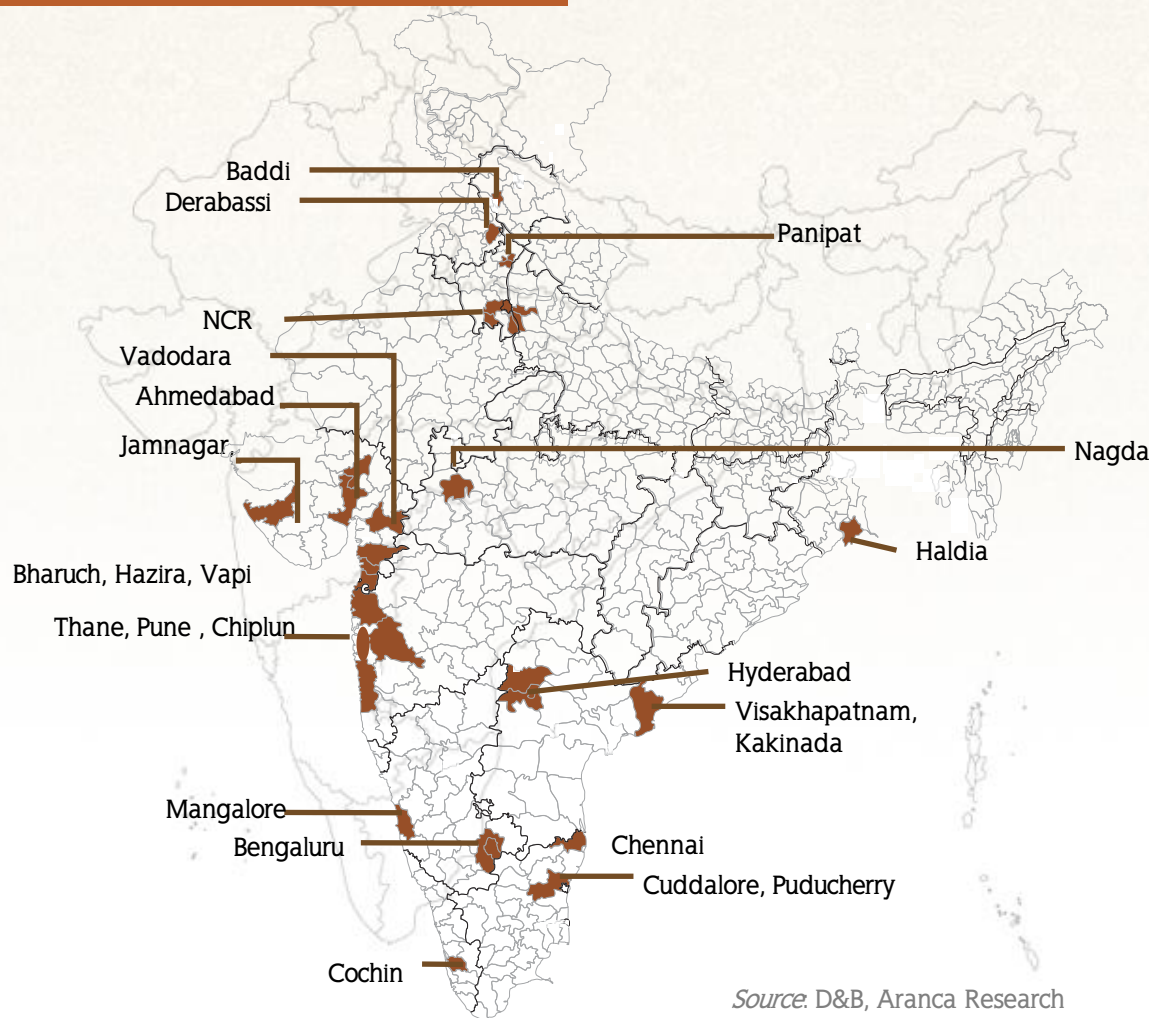 Baddi
Derabassi
Panipat
NCR
Vadodara
Ahmedabad
Jamnagar
Nagda
Haldia
Bharuch, Hazira, Vapi
Thane, Pune , Chiplun
Hyderabad
Visakhapatnam,
Kakinada
Mangalore
Bengaluru
Chennai
Cuddalore, Puducherry
Cochin
Source: D&B, Aranca Research